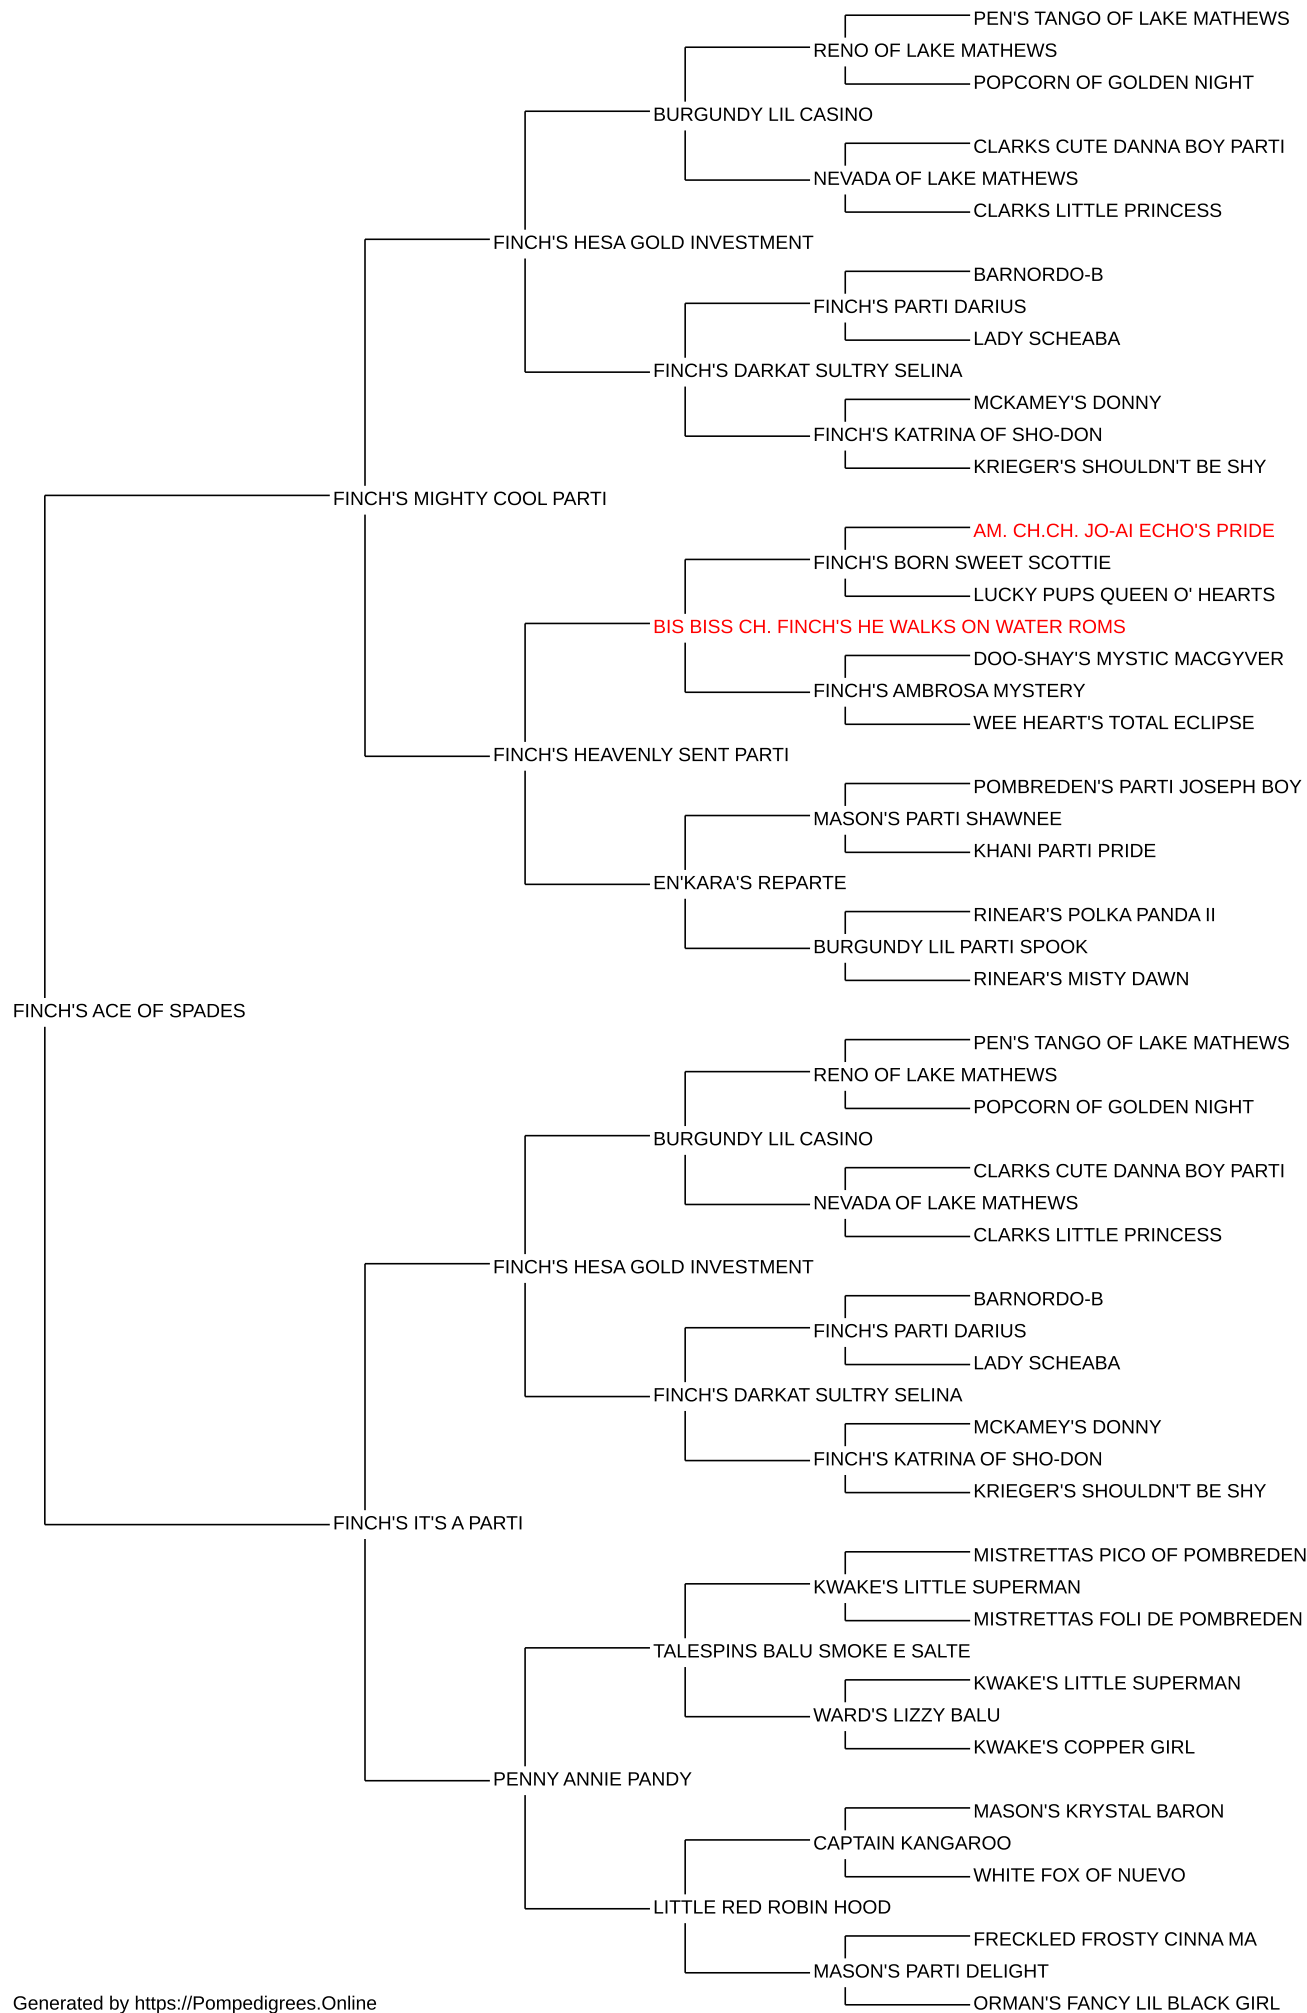 PEN'S TANGO OF LAKE MATHEWS
RENO OF LAKE MATHEWS
POPCORN OF GOLDEN NIGHT
BURGUNDY LIL CASINO
CLARKS CUTE DANNA BOY PARTI
NEVADA OF LAKE MATHEWS
CLARKS LITTLE PRINCESS
FINCH'S HESA GOLD INVESTMENT
BARNORDO-B
FINCH'S PARTI DARIUS
LADY SCHEABA
FINCH'S DARKAT SULTRY SELINA
MCKAMEY'S DONNY
FINCH'S KATRINA OF SHO-DON
KRIEGER'S SHOULDN'T BE SHY
FINCH'S MIGHTY COOL PARTI
AM. CH.CH. JO-AI ECHO'S PRIDE
FINCH'S BORN SWEET SCOTTIE
LUCKY PUPS QUEEN O' HEARTS
BIS BISS CH. FINCH'S HE WALKS ON WATER ROMS
DOO-SHAY'S MYSTIC MACGYVER
FINCH'S AMBROSA MYSTERY
WEE HEART'S TOTAL ECLIPSE
FINCH'S HEAVENLY SENT PARTI
POMBREDEN'S PARTI JOSEPH BOY
MASON'S PARTI SHAWNEE
KHANI PARTI PRIDE
EN'KARA'S REPARTE
RINEAR'S POLKA PANDA II
BURGUNDY LIL PARTI SPOOK
RINEAR'S MISTY DAWN
FINCH'S ACE OF SPADES
PEN'S TANGO OF LAKE MATHEWS
RENO OF LAKE MATHEWS
POPCORN OF GOLDEN NIGHT
BURGUNDY LIL CASINO
CLARKS CUTE DANNA BOY PARTI
NEVADA OF LAKE MATHEWS
CLARKS LITTLE PRINCESS
FINCH'S HESA GOLD INVESTMENT
BARNORDO-B
FINCH'S PARTI DARIUS
LADY SCHEABA
FINCH'S DARKAT SULTRY SELINA
MCKAMEY'S DONNY
FINCH'S KATRINA OF SHO-DON
KRIEGER'S SHOULDN'T BE SHY
FINCH'S IT'S A PARTI
MISTRETTAS PICO OF POMBREDEN
KWAKE'S LITTLE SUPERMAN
MISTRETTAS FOLI DE POMBREDEN
TALESPINS BALU SMOKE E SALTE
KWAKE'S LITTLE SUPERMAN
WARD'S LIZZY BALU
KWAKE'S COPPER GIRL
PENNY ANNIE PANDY
MASON'S KRYSTAL BARON
CAPTAIN KANGAROO
WHITE FOX OF NUEVO
LITTLE RED ROBIN HOOD
FRECKLED FROSTY CINNA MA
MASON'S PARTI DELIGHT
ORMAN'S FANCY LIL BLACK GIRL
Generated by https://Pompedigrees.Online